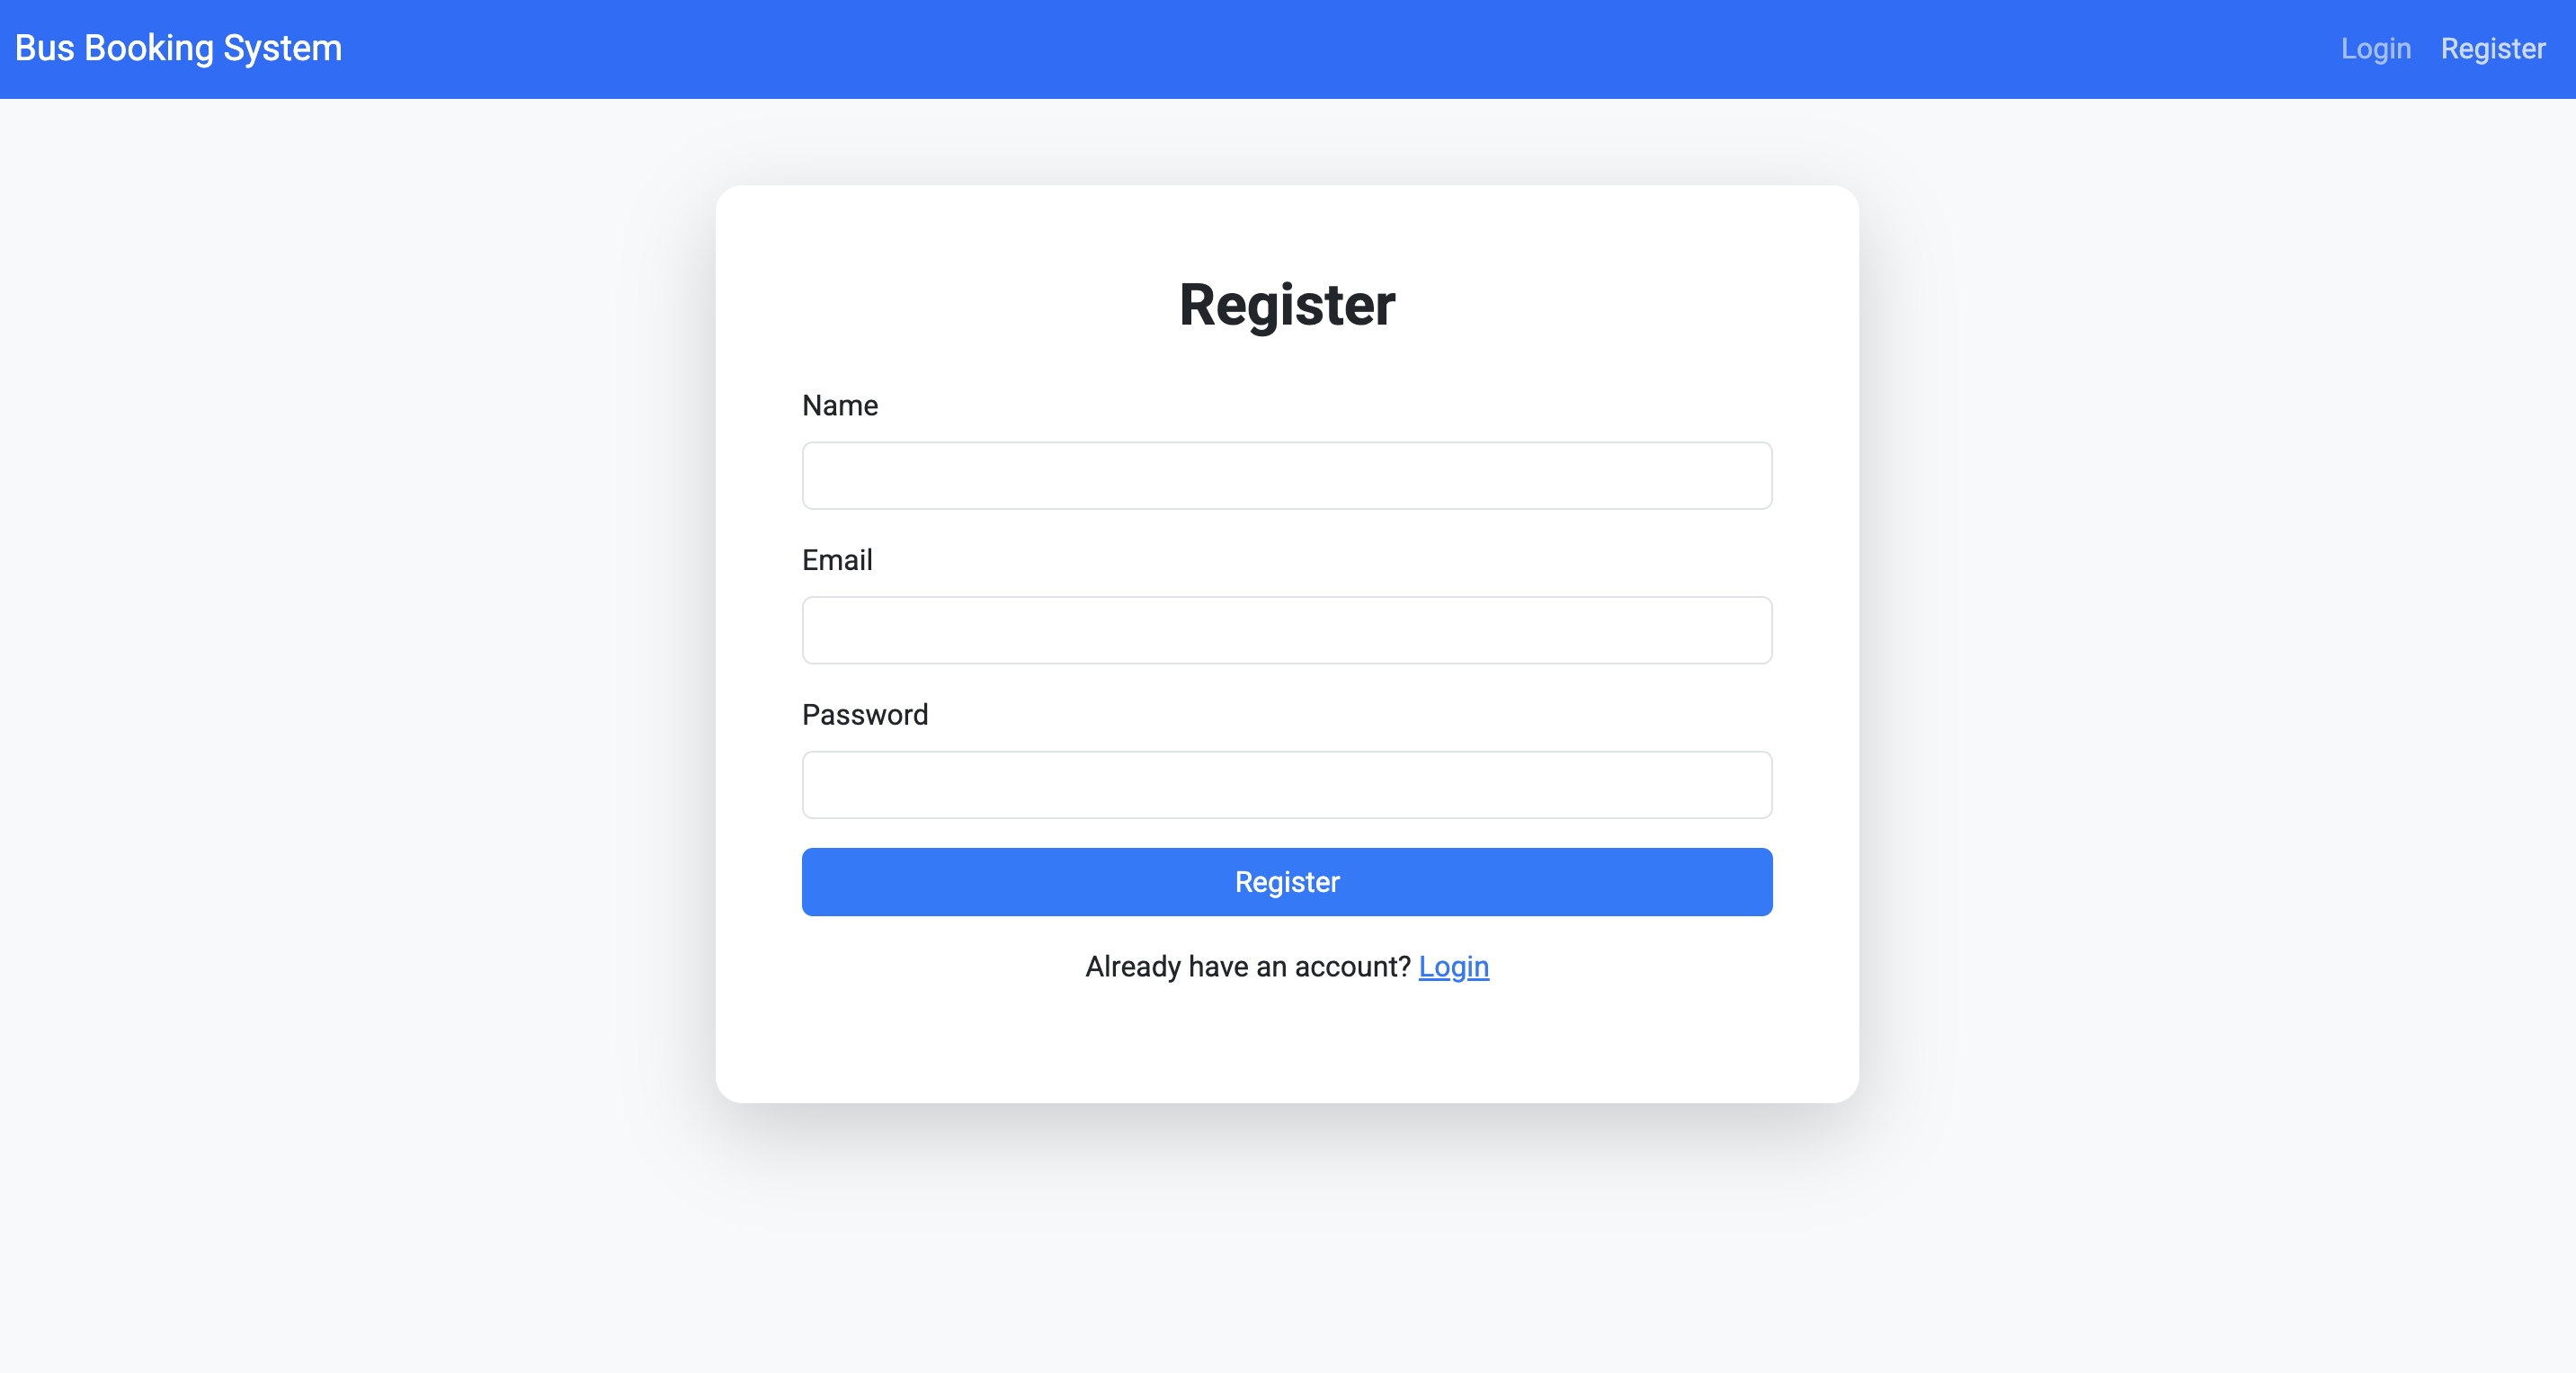 Bus Booking System
Login Register
Register
Name
Email
Password
Register
Already have an account? Login